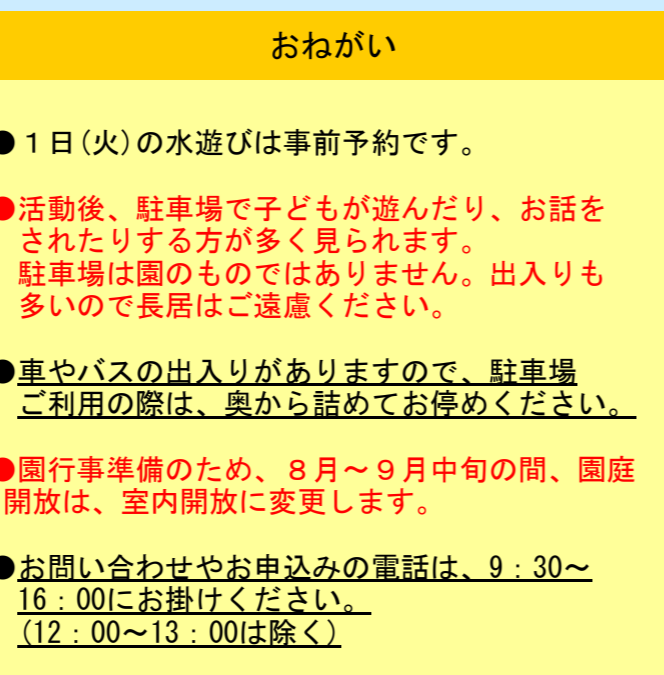 おねがい
●１日(火)の水遊びは事前予約です。
●活動後、駐車場で子どもが遊んだり、お話を
されたりする方が多く見られます。
駐車場は園のものではありません。出入りも
多いので長居はご遠慮ください。
●車やバスの出入りがありますので、駐車場
ご利用の際は、奥から詰めてお停めください。
●園行事準備のため、８月～９月中旬の間、園庭
開放は、室内開放に変更します。
●お問い合わせやお申込みの電話は、9：30～
16：00にお掛けください。
(12：00～13：00は除く)